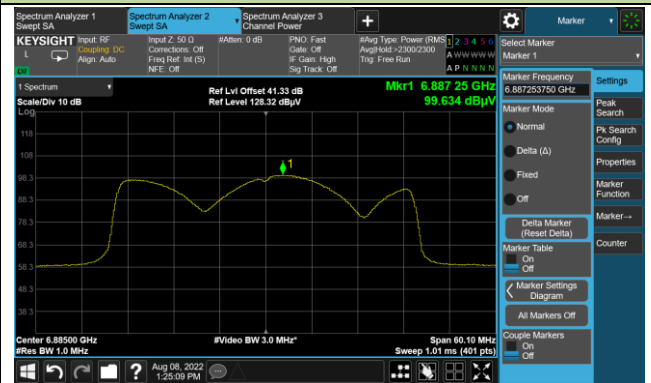 Spectrum Analyzer 1
Swept SA
Spectrum Analyzer 2
Swept SA
Spectrum Analyzer 3
Channel Power
+
Marker
KEYSIGHT
L
Input: RF
Coupling: DC
Align: Auto
Input Z: 50 Ω
Corrections: Off
Freq Ref: Int (S)
NFE: Off
#Atten: 0 dB
PNO: Fast
Gate: Off
IF Gain: High
Sig Track: Off
#Avg Type: Power (RMS
Avg|Hold:>2300/2300
Trig: Free Run
1 2 3 4 5 6
A W W W W W
A P N N N N
Select Marker
Marker 1
1 Spectrum
Scale/Div 10 dB
Log
Ref Lvl Offset 41.33 dB
Ref Level 128.32 dBµV
Mkr1 6.887 25 GHz
99.634 dBµV
118
108
98.3
88.3
78.3
68.3
58.3
48.3
38.3
1
Center 6.88500 GHz
#Res BW 1.0 MHz
#Video BW 3.0 MHz*
Span 60.10 MHz
Sweep 1.01 ms (401 pts)
Marker Frequency
6.887253750 GHz
Marker Mode
Normal
Delta (Δ)
Fixed
Off
Delta Marker
(Reset Delta)
Marker Table
On
Off
Marker Settings
Diagram
All Markers Off
Couple Markers
On
Off
Settings
Peak
Search
Pk Search
Config
Properties
Marker
Function
Marker→
Counter
?
Aug 08, 2022
1:25:09 PM